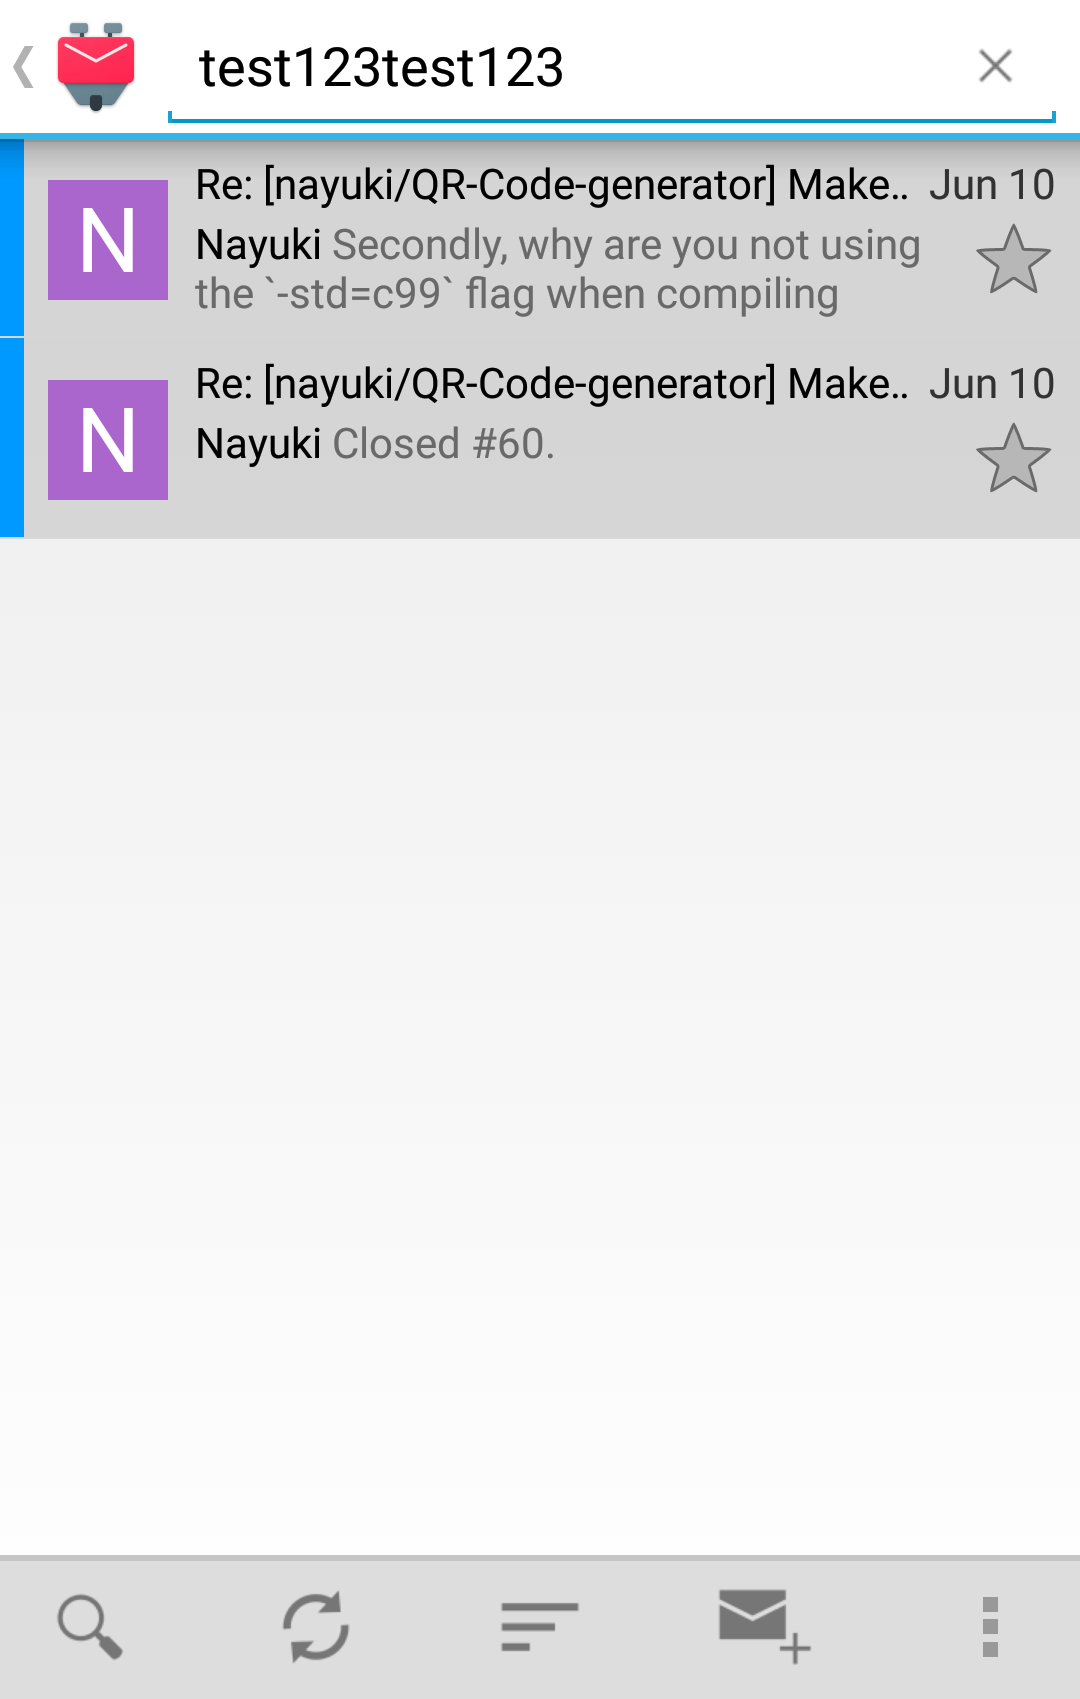 test123test123
Re: [nayuki/QR-Code-generator] Make.. Jun 10
N
Nayuki Secondly, why are you not using
the `-std=c99` flag when compiling
Re: [nayuki/QR-Code-generator] Make.. Jun 10
N
Nayuki Closed #60.